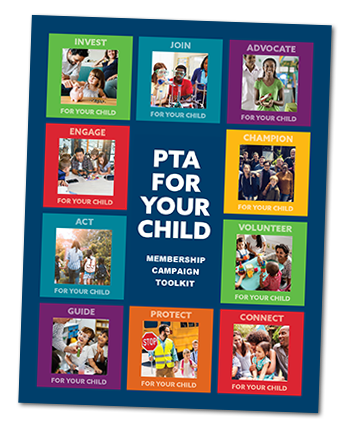 INVEST
FOR YOUR CHILD
JOIN
FOR YOUR CHILD
ADVOCATE
FOR YOUR CHILD
ENGAGE
FOR YOUR CHILD
PTA
FOR
YOUR
CHILD
MEMBERSHIP
CAMPAIGN
TOOLKIT
CHAMPION
FOR YOUR CHILD
ACT
FOR YOUR CHILD
VOLUNTEER
FOR YOUR CHILD
GUIDE
FOR YOUR CHILD
PROTECT
STOP
FOR YOUR CHILD
CONNECT
FOR YOUR CHILD